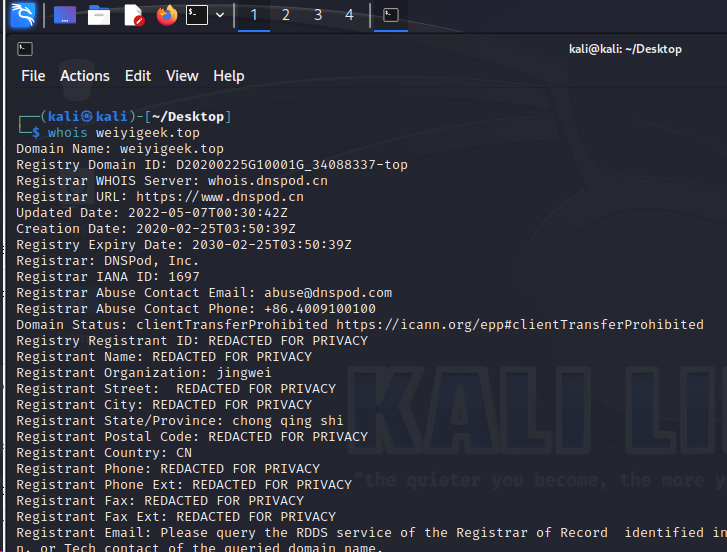 1 2 3 4
kali@kali: ~/Desktop
File Actions Edit View Help
┌──(kali㉿kali)-[~/Desktop]
└─$ whois weiyigeek.top
Domain Name: weiyigeek.top
Registry Domain ID: D20200225G10001G_34088337-top
Registrar WHOIS Server: whois.dnspod.cn
Registrar URL: https://www.dnspod.cn
Updated Date: 2022-05-07T00:30:42Z
Creation Date: 2020-02-25T03:50:39Z
Registry Expiry Date: 2030-02-25T03:50:39Z
Registrar: DNSPod, Inc.
Registrar IANA ID: 1697
Registrar Abuse Contact Email: abuse@dnspod.com
Registrar Abuse Contact Phone: +86.4009100100
Domain Status: clientTransferProhibited https://icann.org/epp#clientTransferProhibited
Registry Registrant ID: REDACTED FOR PRIVACY
Registrant Name: REDACTED FOR PRIVACY
Registrant Organization: jingwei
Registrant Street:  REDACTED FOR PRIVACY
Registrant City: REDACTED FOR PRIVACY
Registrant State/Province: chong qing shi
Registrant Postal Code: REDACTED FOR PRIVACY
Registrant Country: CN
Registrant Phone: REDACTED FOR PRIVACY
Registrant Phone Ext: REDACTED FOR PRIVACY
Registrant Fax: REDACTED FOR PRIVACY
Registrant Fax Ext: REDACTED FOR PRIVACY
Registrant Email: Please query the RDDS service of the Registrar of Record  identified in
n, or Tech contact of the queried domain name.
KALI LI
"the quieter you become, the more y